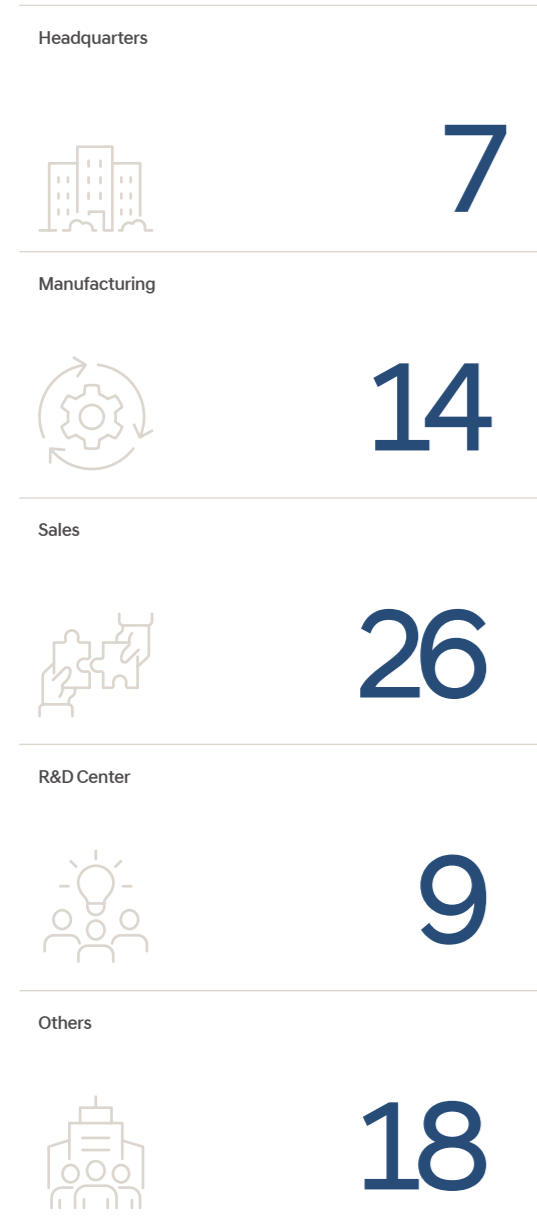 Headquarters
7
Manufacturing
14
Sales
26
R&D Center
9
Others
18